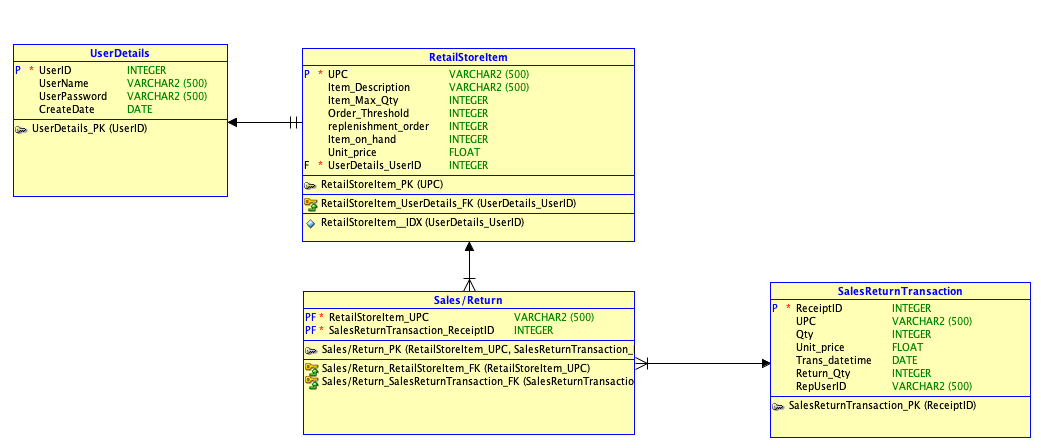 UserDetails
P * UserID INTEGER
UserName VARCHAR2 (500)
UserPassword VARCHAR2 (500)
CreateDate DATE
UserDetails_PK (UserID)
RetailStoreItem
P * UPC VARCHAR2 (500)
Item_Description VARCHAR2 (500)
Item_Max_Qty INTEGER
Order_Threshold INTEGER
replenishment_order INTEGER
Item_on_hand INTEGER
Unit_price FLOAT
F * UserDetails_UserID INTEGER
RetailStoreItem_PK (UPC)
RetailStoreItem_UserDetails_FK (UserDetails_UserID)
RetailStoreItem__IDX (UserDetails_UserID)
Sales/Return
PF * RetailStoreItem_UPC VARCHAR2 (500)
PF * SalesReturnTransaction_ReceiptID INTEGER
Sales/Return_PK (RetailStoreItem_UPC, SalesReturnTransaction_
Sales/Return_RetailStoreItem_FK (RetailStoreItem_UPC)
Sales/Return_SalesReturnTransaction_FK (SalesReturnTransactio
SalesReturnTransaction
P * ReceiptID INTEGER
UPC VARCHAR2 (500)
Qty INTEGER
Unit_price FLOAT
Trans_datetime DATE
Return_Qty INTEGER
RepUserID VARCHAR2 (500)
SalesReturnTransaction_PK (ReceiptID)